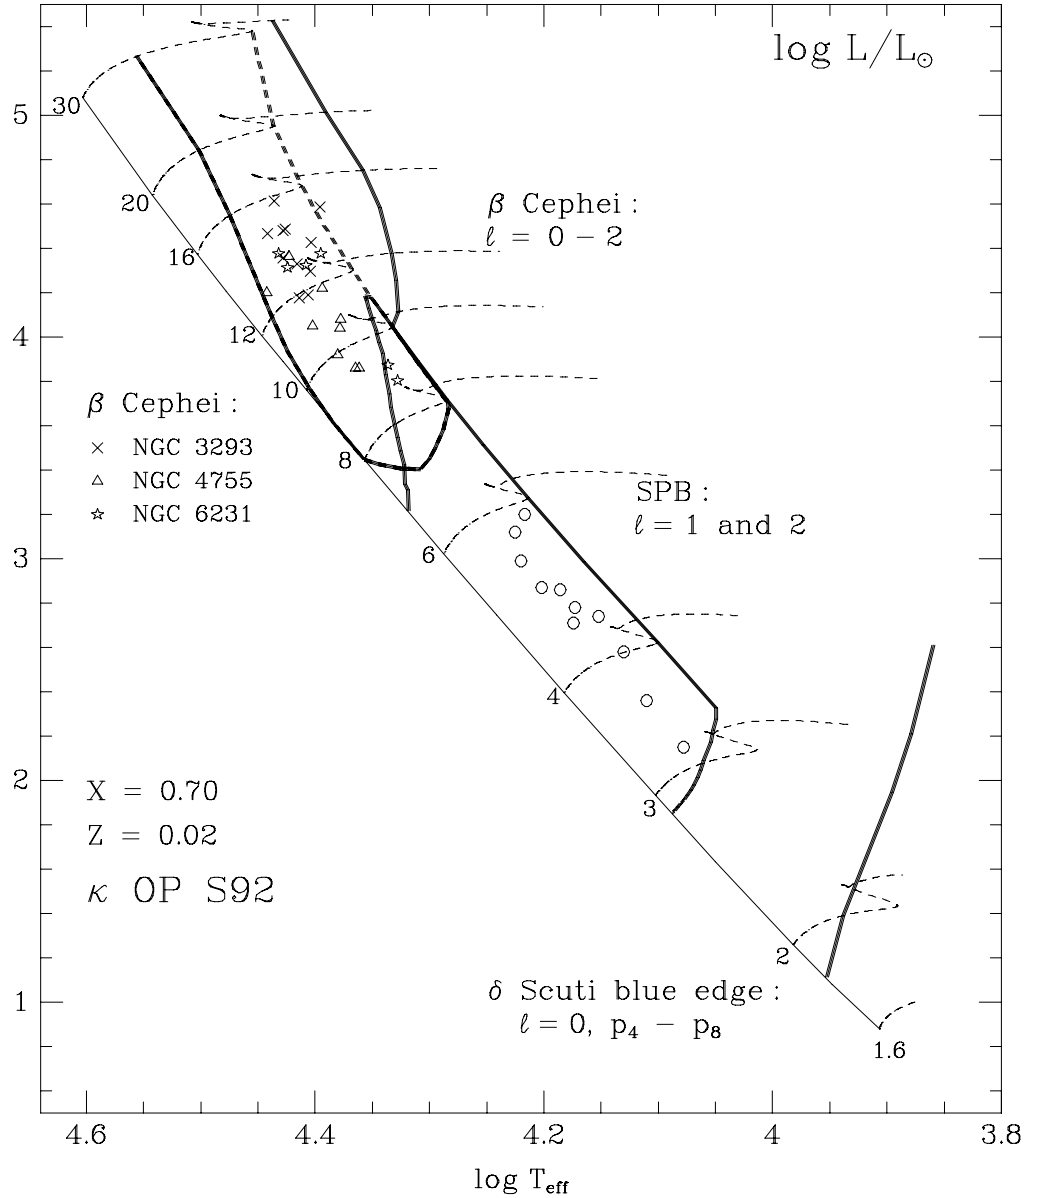 log L/L☉
30
5
20
β Cephei :
ℓ = 0 – 2
16
12
4
10
β Cephei :
× NGC 3293
△ NGC 4755
☆ NGC 6231
8
SPB :
ℓ = 1 and 2
6
3
4
X = 0.70
2
3
Z = 0.02
κ OP S92
2
δ Scuti blue edge :
ℓ = 0, p₄ – p₈
1
1.6
4.6 4.4 4.2 4 3.8
log T_eff